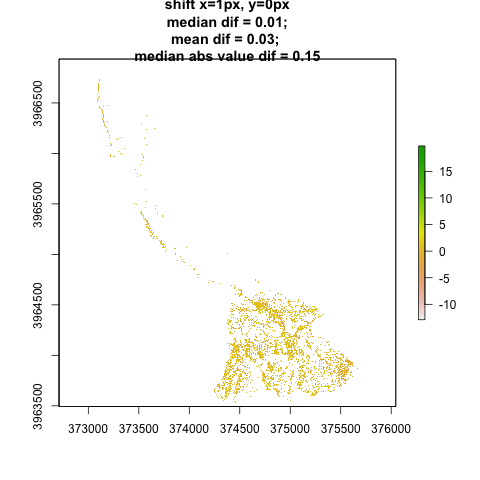 shift x=1px, y=0px
median dif = 0.01;
mean dif = 0.03;
median abs value dif = 0.15
3966500
3965500
3964500
3963500
15
10
5
0
-5
-10
373000 373500 374000 374500 375000 375500 376000